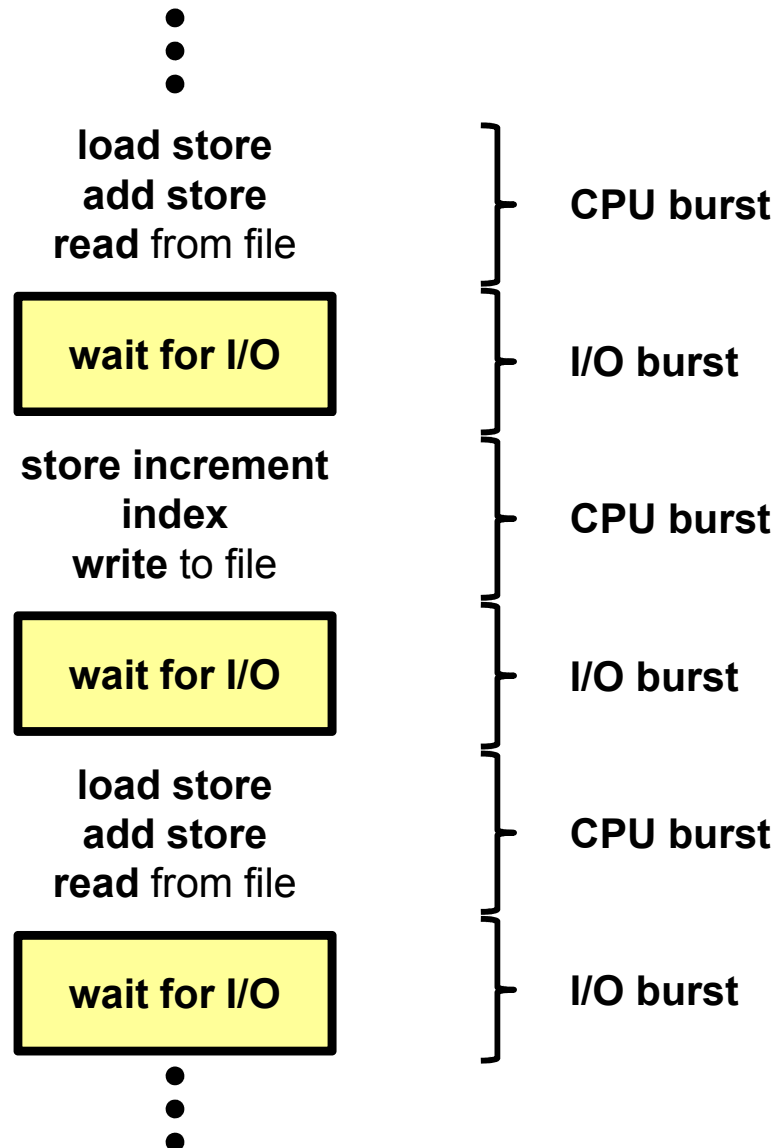 load store
add store
read from file
CPU burst
wait for I/O
I/O burst
store increment
index
write to file
CPU burst
wait for I/O
I/O burst
load store
add store
read from file
CPU burst
wait for I/O
I/O burst